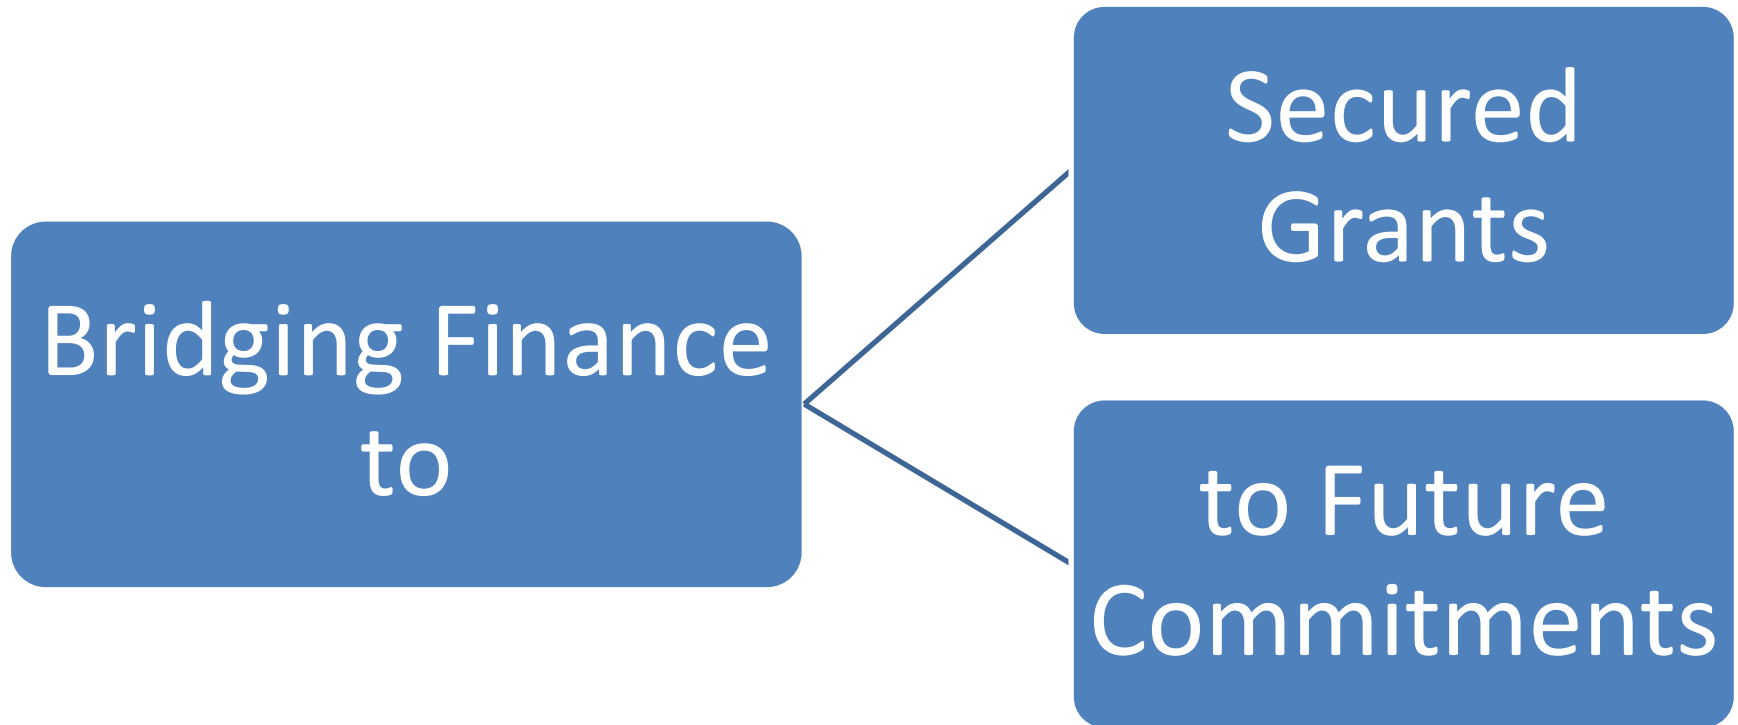 Bridging Finance
to
Secured
Grants
to Future
Commitments